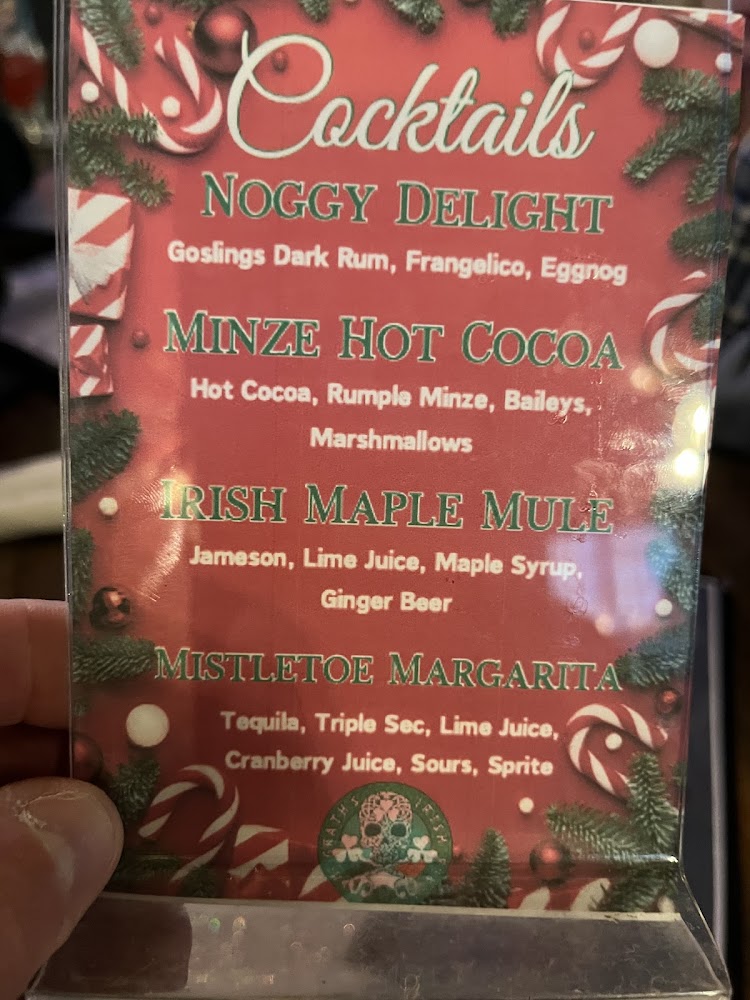 Cocktails
NOGGY DELIGHT
Goslings Dark Rum, Frangelico, Eggnog
MINZE HOT COCOA
Hot Cocoa, Rumple Minze, Baileys,
Marshmallows
IRISH MAPLE MULE
Jameson, Lime Juice, Maple Syrup,
Ginger Beer
MISTLETOE MARGARITA
Tequila, Triple Sec, Lime Juice,
Cranberry Juice, Sours, Sprite
IRISH